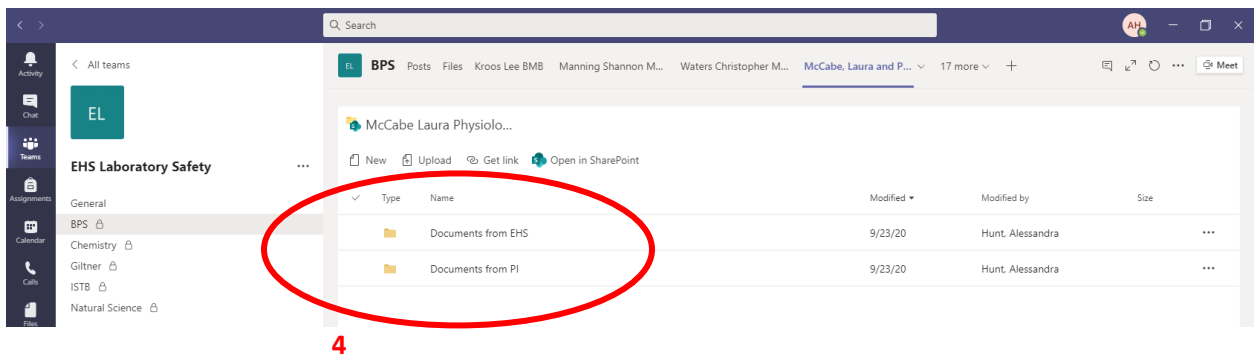 Search
AH
Activity
Chat
Teams
Assignments
Calendar
Calls
Files
All teams
EL
EHS Laboratory Safety
General
BPS
Chemistry
Giltner
ISTB
Natural Science
EL BPS Posts Files Kroos Lee BMB Manning Shannon M... Waters Christopher M... McCabe, Laura and P... 17 more + Meet
McCabe Laura Physiolo...
New Upload Get link Open in SharePoint
Type Name Modified Modified by Size
Documents from EHS 9/23/20 Hunt, Alessandra
Documents from PI 9/23/20 Hunt, Alessandra
4